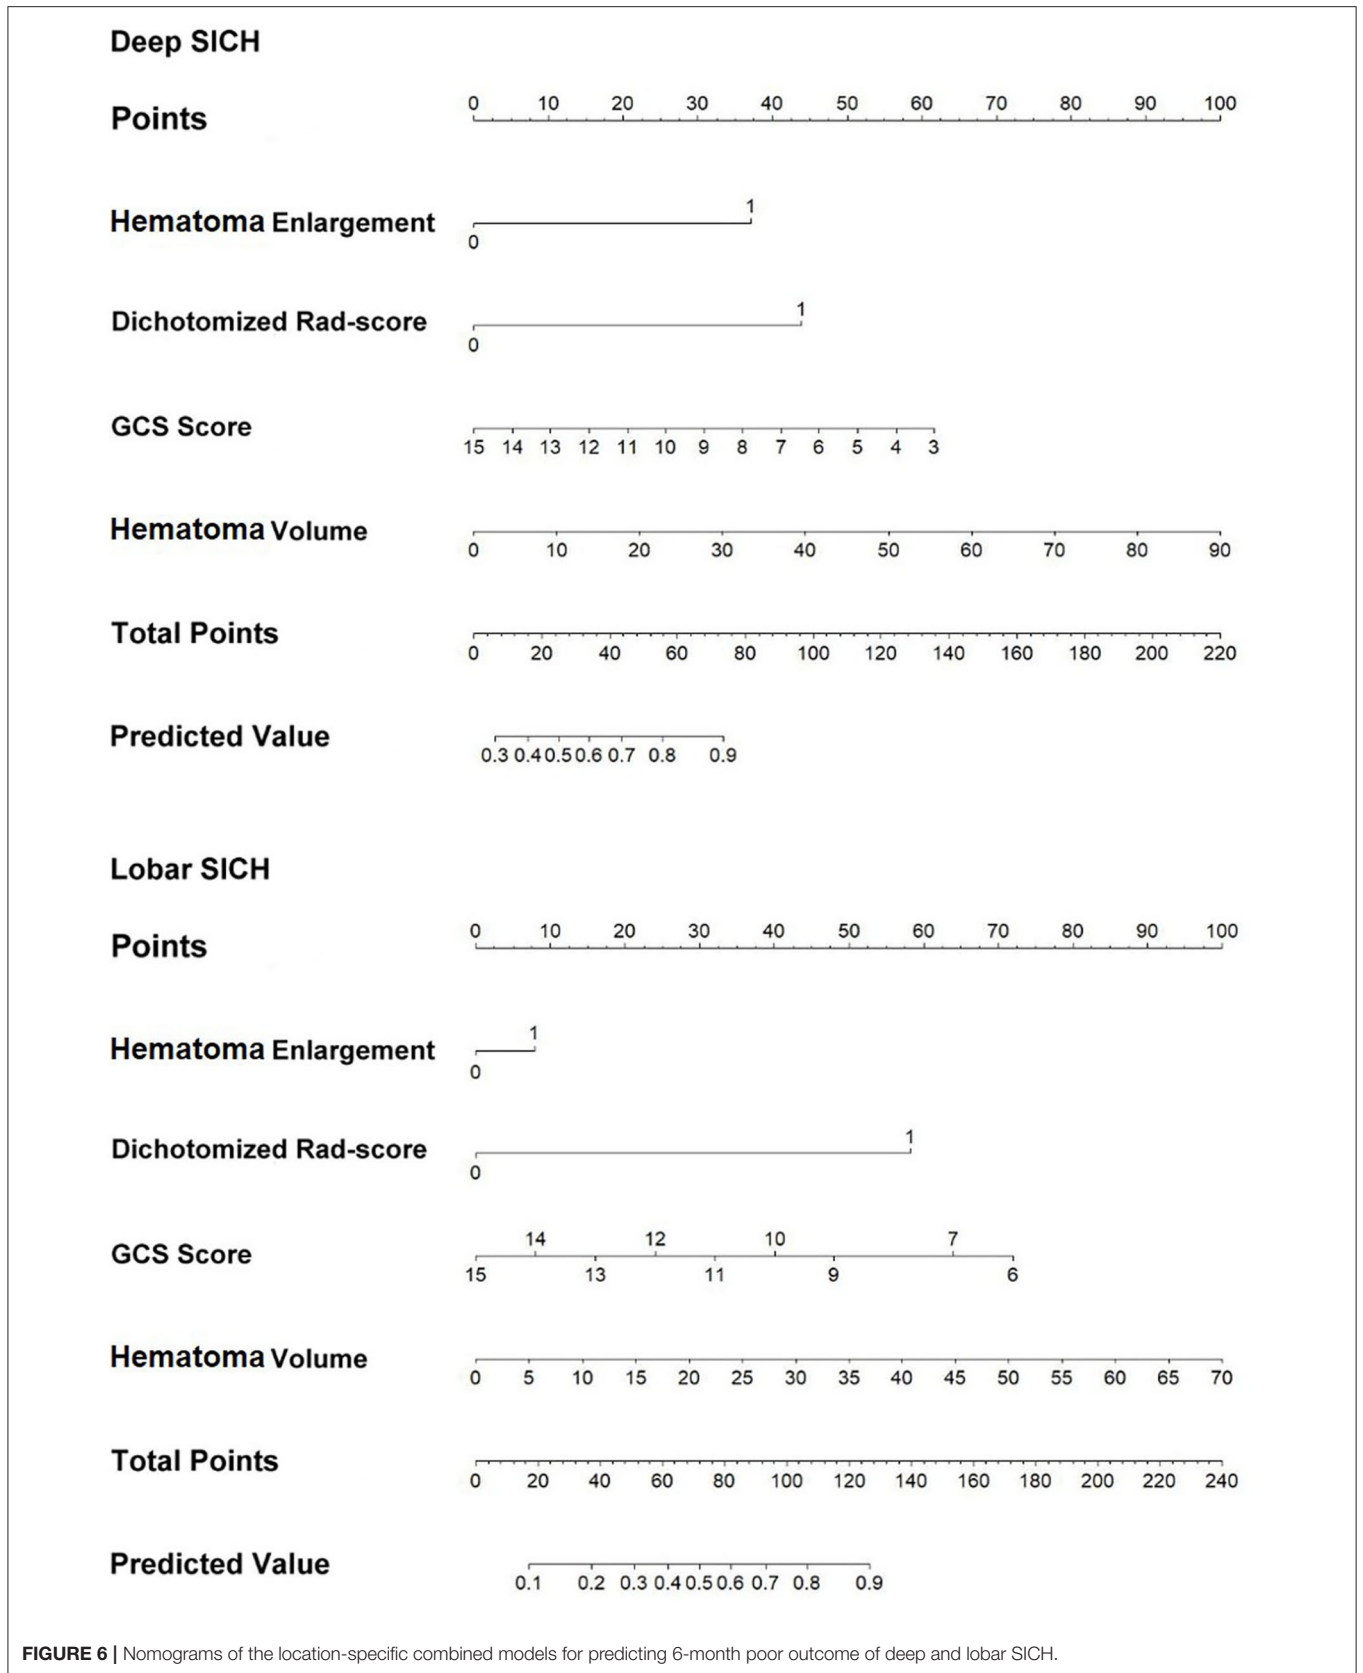 Deep SICH
Points
0 10 20 30 40 50 60 70 80 90 100
Hematoma Enlargement
1
0
Dichotomized Rad-score
1
0
GCS Score
15 14 13 12 11 10 9 8 7 6 5 4 3
Hematoma Volume
0 10 20 30 40 50 60 70 80 90
Total Points
0 20 40 60 80 100 120 140 160 180 200 220
Predicted Value
0.3 0.4 0.5 0.6 0.7 0.8 0.9
Lobar SICH
Points
0 10 20 30 40 50 60 70 80 90 100
Hematoma Enlargement
1
0
Dichotomized Rad-score
1
0
GCS Score
14 12 10 7
15 13 11 9 6
Hematoma Volume
0 5 10 15 20 25 30 35 40 45 50 55 60 65 70
Total Points
0 20 40 60 80 100 120 140 160 180 200 220 240
Predicted Value
0.1 0.2 0.3 0.4 0.5 0.6 0.7 0.8 0.9
FIGURE 6 | Nomograms of the location-specific combined models for predicting 6-month poor outcome of deep and lobar SICH.